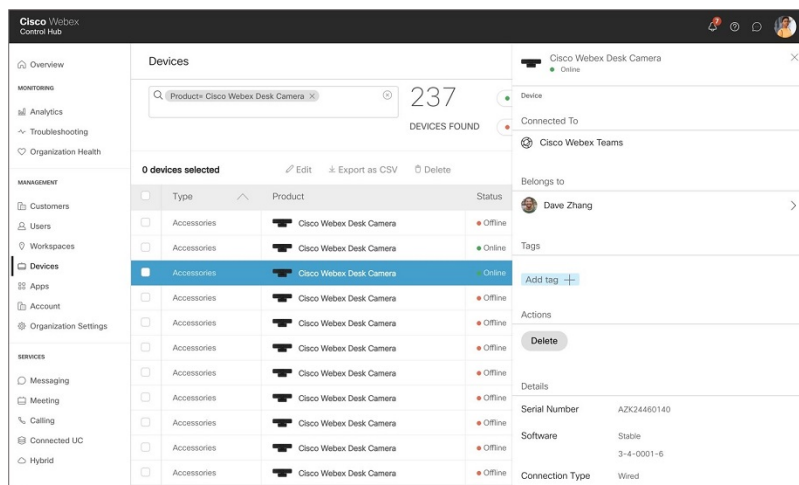 Cisco Webex
Control Hub
7
Overview
MONITORING
Analytics
Troubleshooting
Organization Health
MANAGEMENT
Customers
Users
Workspaces
Devices
Apps
Account
Organization Settings
SERVICES
Messaging
Meeting
Calling
Connected UC
Hybrid
Devices
Product= Cisco Webex Desk Camera
237
DEVICES FOUND
0 devices selected Edit Export as CSV Delete
Type Product Status
Accessories Cisco Webex Desk Camera Offline
Accessories Cisco Webex Desk Camera Online
Accessories Cisco Webex Desk Camera Online
Accessories Cisco Webex Desk Camera Offline
Accessories Cisco Webex Desk Camera Offline
Accessories Cisco Webex Desk Camera Offline
Accessories Cisco Webex Desk Camera Offline
Accessories Cisco Webex Desk Camera Offline
Accessories Cisco Webex Desk Camera Offline
Accessories Cisco Webex Desk Camera Offline
Accessories Cisco Webex Desk Camera Offline
Cisco Webex Desk Camera
Online
Device
Connected To
Cisco Webex Teams
Belongs to
Dave Zhang
Tags
Add tag
Actions
Delete
Details
Serial Number AZK24460140
Software Stable
3-4-0001-6
Connection Type Wired